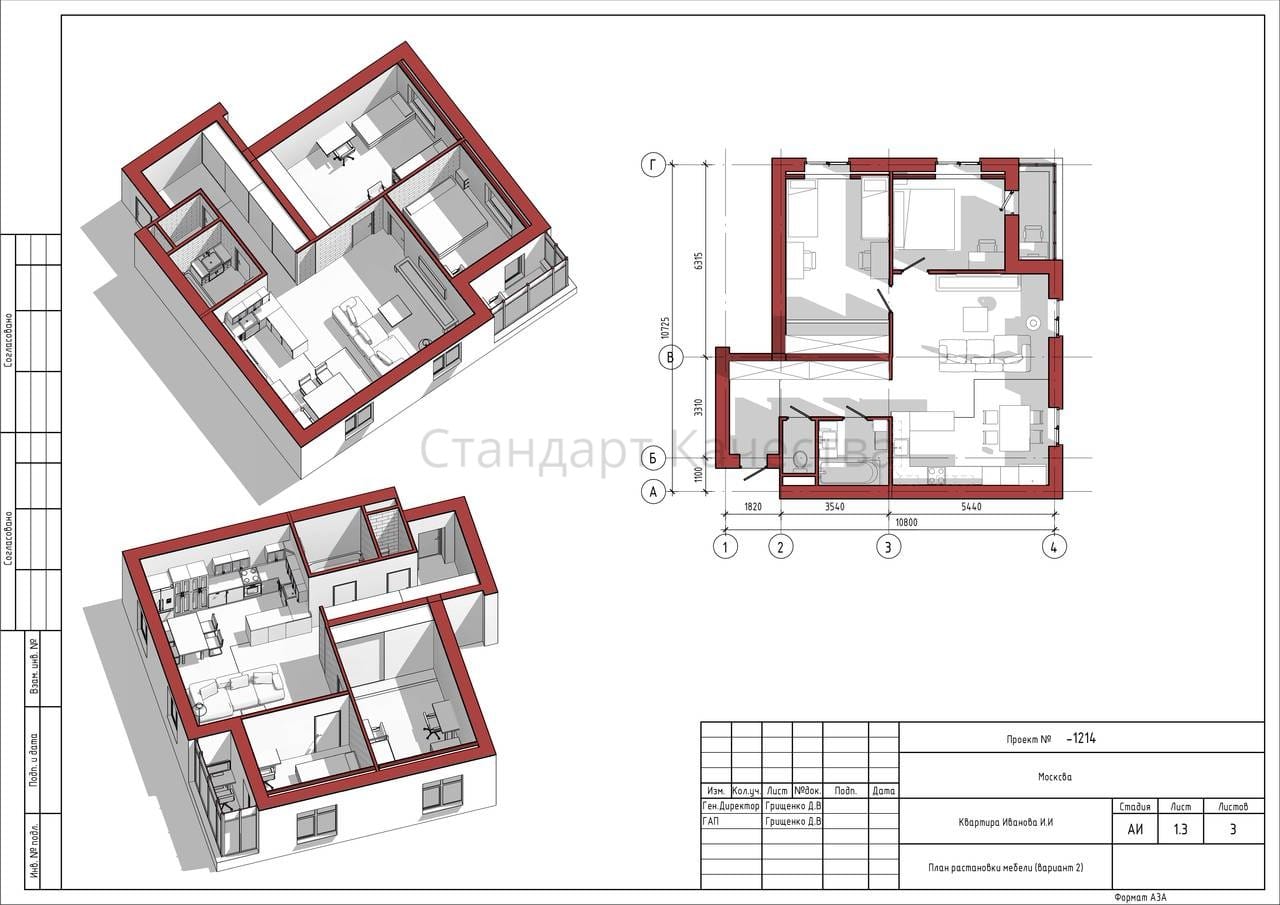 Согласовано
Согласовано
Взам. инв. №
Подп. и дата
Инв. № подл.
Г
В
Б
А
6315
10725
3310
1100
1820
3540
5440
10800
1
2
3
4
Стандарт Качества
Проект № -1214
Москсва
Изм. Кол.уч. Лист №док. Подп. Дата
Ген.Директор Грищенко Д.В
ГАП Грищенко Д.В
Квартира Иванова И.И
Стадия Лист Листов
АИ 1.3 3
План растановки мебели (вариант 2)
Формат А3А